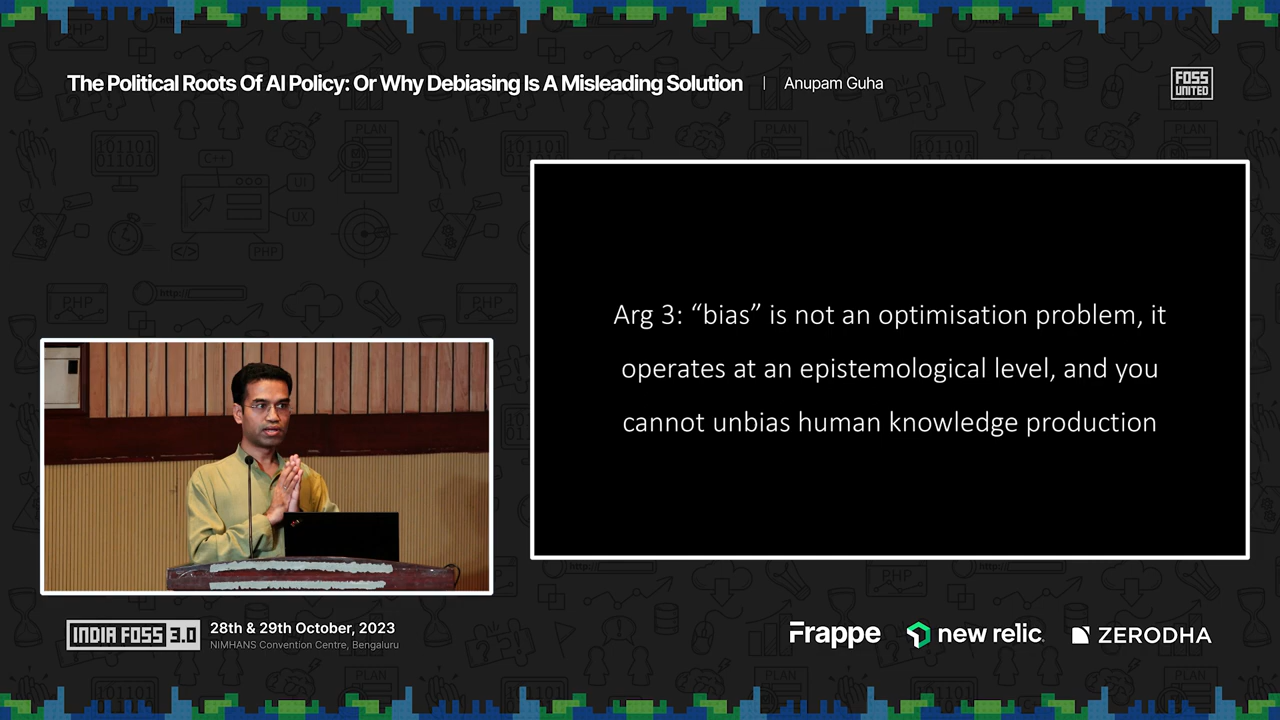 The Political Roots Of AI Policy: Or Why Debiasing Is A Misleading Solution | Anupam Guha
FOSS
UNITED
Arg 3: “bias” is not an optimisation problem, it
operates at an epistemological level, and you
cannot unbias human knowledge production
INDIA FOSS 3.0
28th & 29th October, 2023
NIMHANS Convention Centre, Bengaluru
Frappe
new relic
ZERODHA